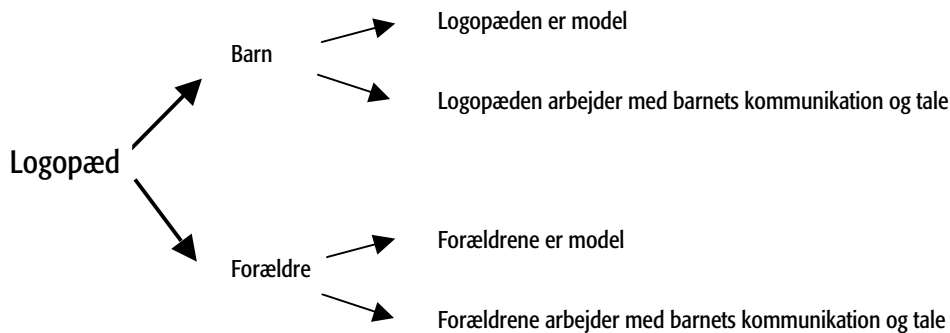 Logopæden er model
Barn
Logopæden arbejder med barnets kommunikation og tale
Logopæd
Forældrene er model
Forældre
Forældrene arbejder med barnets kommunikation og tale